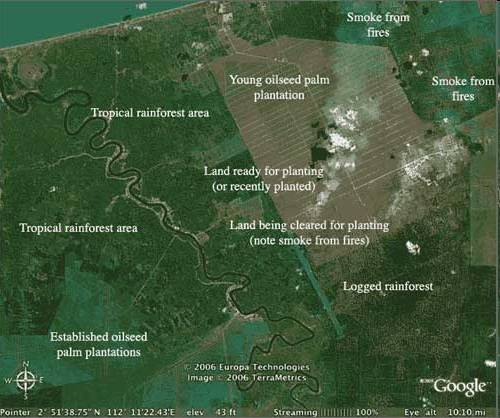 Smoke from
fires
Smoke from
fires
Young oilseed palm
plantation
Tropical rainforest area
Land ready for planting
(or recently planted)
Tropical rainforest area
Land being cleared for planting
(note smoke from fires)
Logged rainforest
Established oilseed
palm plantations
N
W E
S
© 2006 Europa Technologies
Image © 2006 TerraMetrics
Google
Pointer 2° 51'38.75" N 112° 11'22.43"E elev 43 ft Streaming |||||||||| 100% Eye alt 10.10 mi